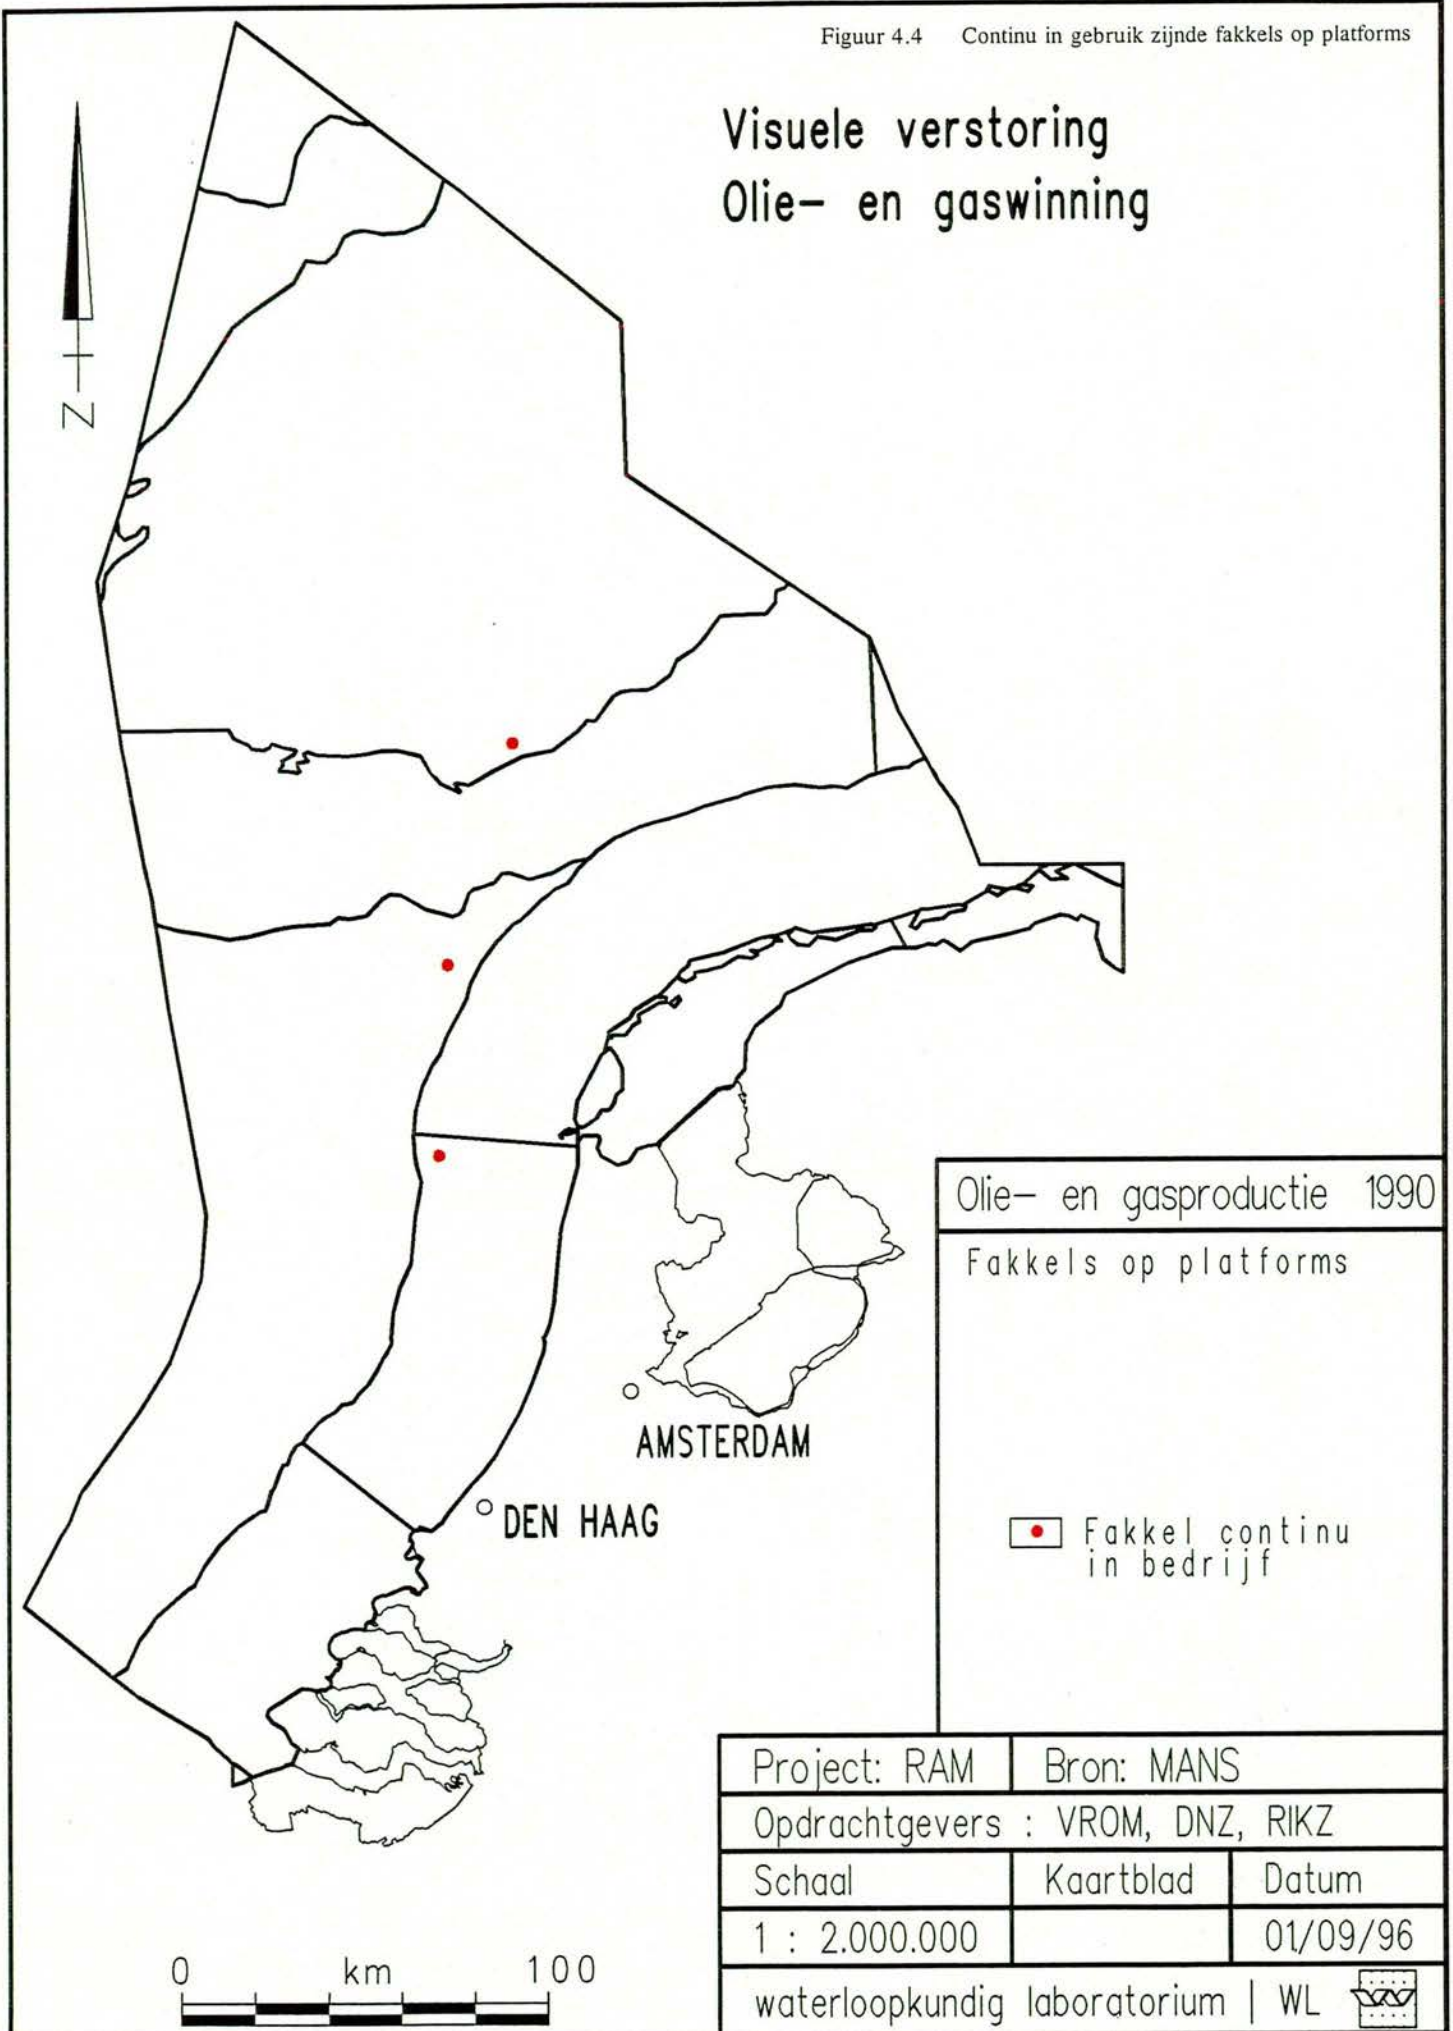 Figuur 4.4 Continu in gebruik zijnde fakkels op platforms
Visuele verstoring
Olie- en gaswinning
N
AMSTERDAM
DEN HAAG
Olie- en gasproductie 1990
Fakkels op platforms
Fakkel continu
in bedrijf
Project: RAM Bron: MANS
Opdrachtgevers : VROM, DNZ, RIKZ
Schaal Kaartblad Datum
1 : 2.000.000 01/09/96
0 km 100
waterloopkundig laboratorium | WL